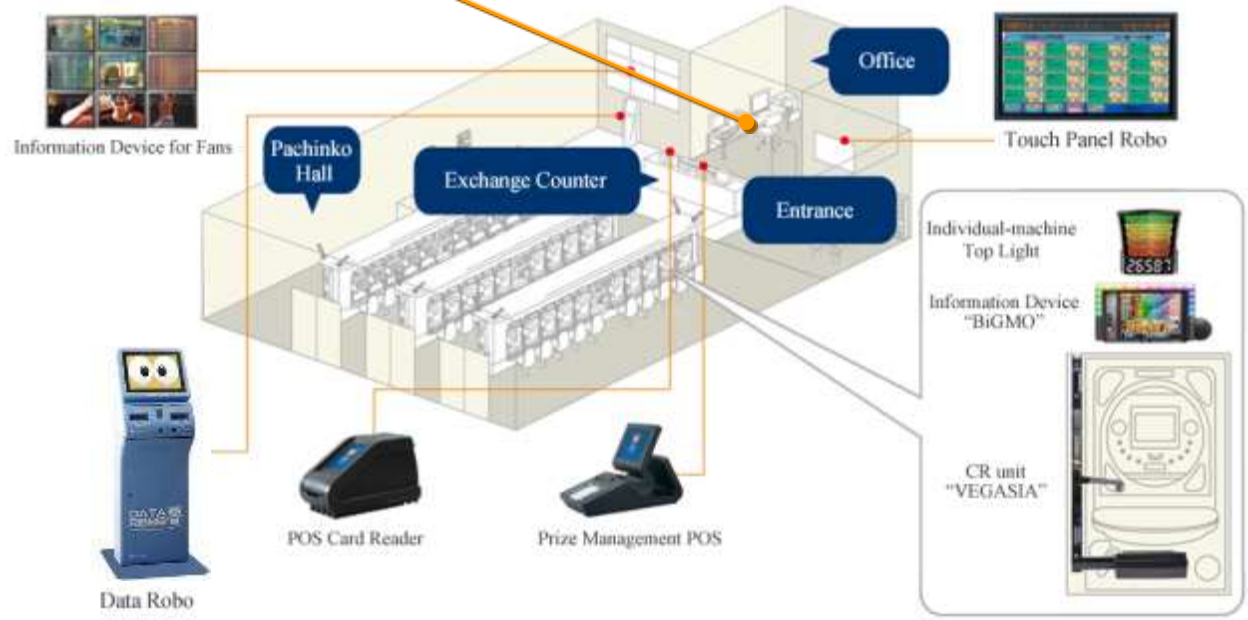 Office
Information Device for Fans
Touch Panel Robo
Pachinko
Hall
Exchange Counter
Entrance
Individual-machine
Top Light
26587
Information Device
“BiGMO”
CR unit
“VEGASIA”
POS Card Reader
Prize Management POS
DATA
Data Robo